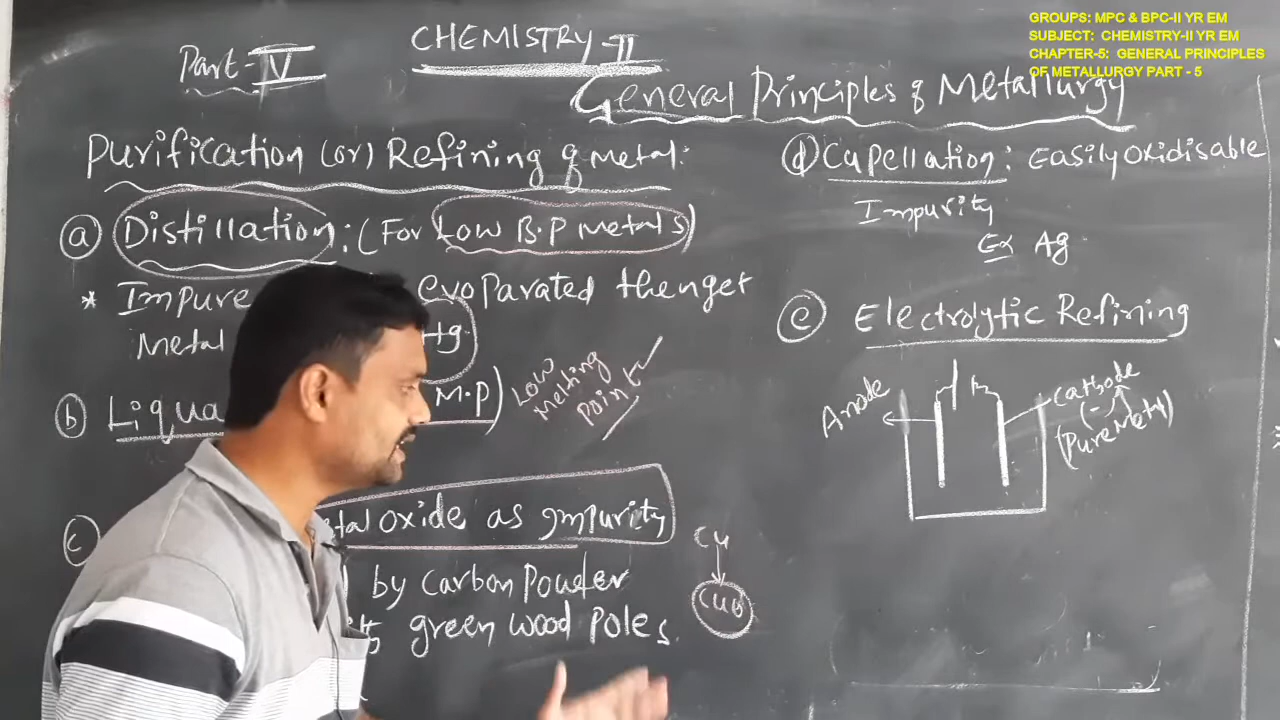 GROUPS: MPC & BPC-II YR EM
SUBJECT: CHEMISTRY-II YR EM
CHAPTER-5: GENERAL PRINCIPLES
OF METALLURGY PART - 5
Part-IV
CHEMISTRY-II
General Principles of Metallurgy
Purification (or) Refining of metal:
(a) Distillation: (For Low B.P metals)
* Impure evoparated thenget
Metal Hg
(b) Liqua M.P)
Low
Melting
Point
(c) etal oxide as Impurity
by Carbon Powder
green wood Poles
Cu
CuO
(d) Cupellation: Easily Oxidisable
Impurity
Ex Ag
(e) Electrolytic Refining
Anode
Cathode
(-)
(Pure Metal)